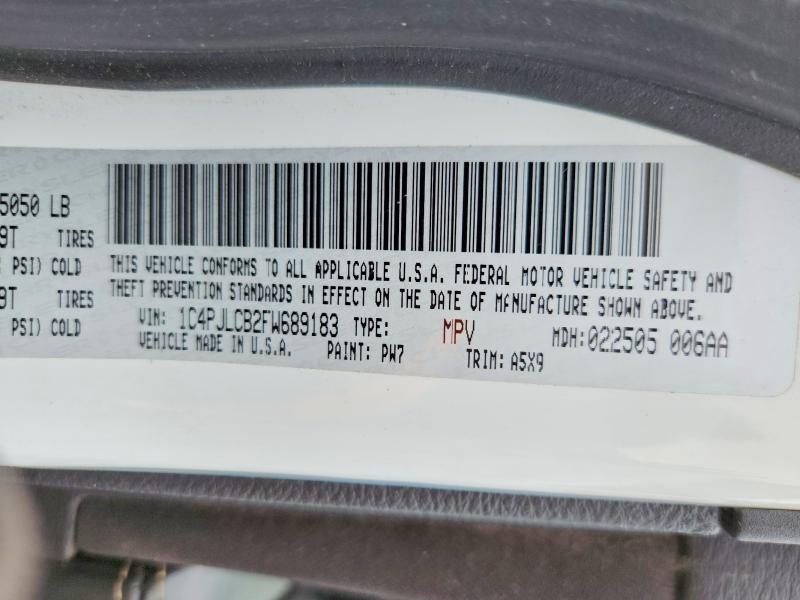 5050 LB
9T TIRES
PSI) COLD
9T TIRES
PSI) COLD
THIS VEHICLE CONFORMS TO ALL APPLICABLE U.S.A. FEDERAL MOTOR VEHICLE SAFETY AND
THEFT PREVENTION STANDARDS IN EFFECT ON THE DATE OF MANUFACTURE SHOWN ABOVE.
VIN: 1C4PJLCB2FW689183 TYPE: MPV MDH: 022505 006AA
VEHICLE MADE IN U.S.A. PAINT: PW7 TRIM: A5X9